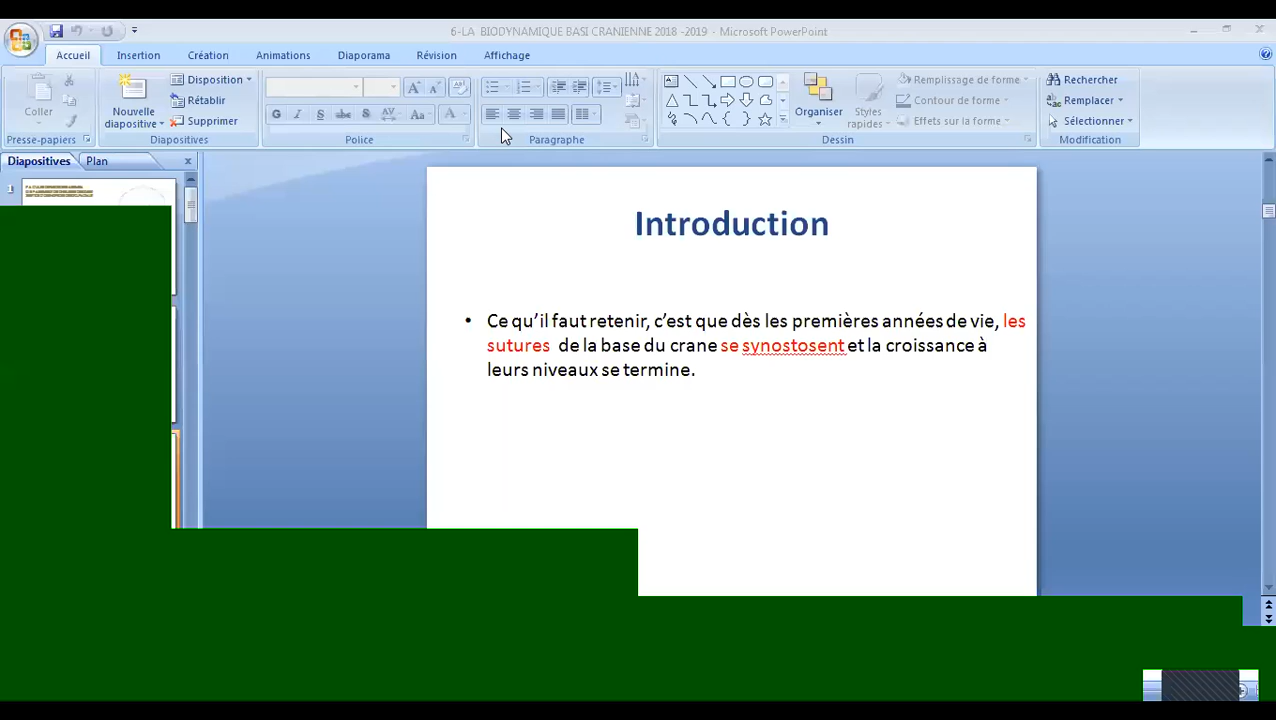 6-LA BIODYNAMIQUE BASI CRANIENNE 2018 -2019 - Microsoft PowerPoint
Accueil Insertion Création Animations Diaporama Révision Affichage
Coller
Nouvelle diapositive
Disposition
Rétablir
Supprimer
G I S abc AV Aa A
Organiser
Styles rapides
Remplissage de forme
Contour de forme
Effets sur la forme
Rechercher
Remplacer
Sélectionner
Presse-papiers Diapositives Police Paragraphe Dessin Modification
Diapositives Plan
1
Introduction
• Ce qu’il faut retenir, c’est que dès les premières années de vie, les
sutures de la base du crane se synostosent et la croissance à
leurs niveaux se termine.